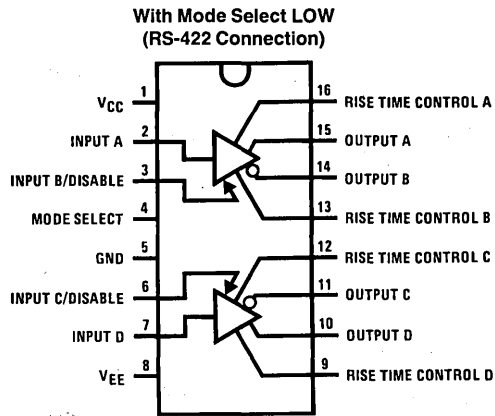 With Mode Select LOW
(RS-422 Connection)
VCC 1
INPUT A 2
INPUT B/DISABLE 3
MODE SELECT 4
GND 5
INPUT C/DISABLE 6
INPUT D 7
VEE 8
16 RISE TIME CONTROL A
15 OUTPUT A
14 OUTPUT B
13 RISE TIME CONTROL B
12 RISE TIME CONTROL C
11 OUTPUT C
10 OUTPUT D
9 RISE TIME CONTROL D